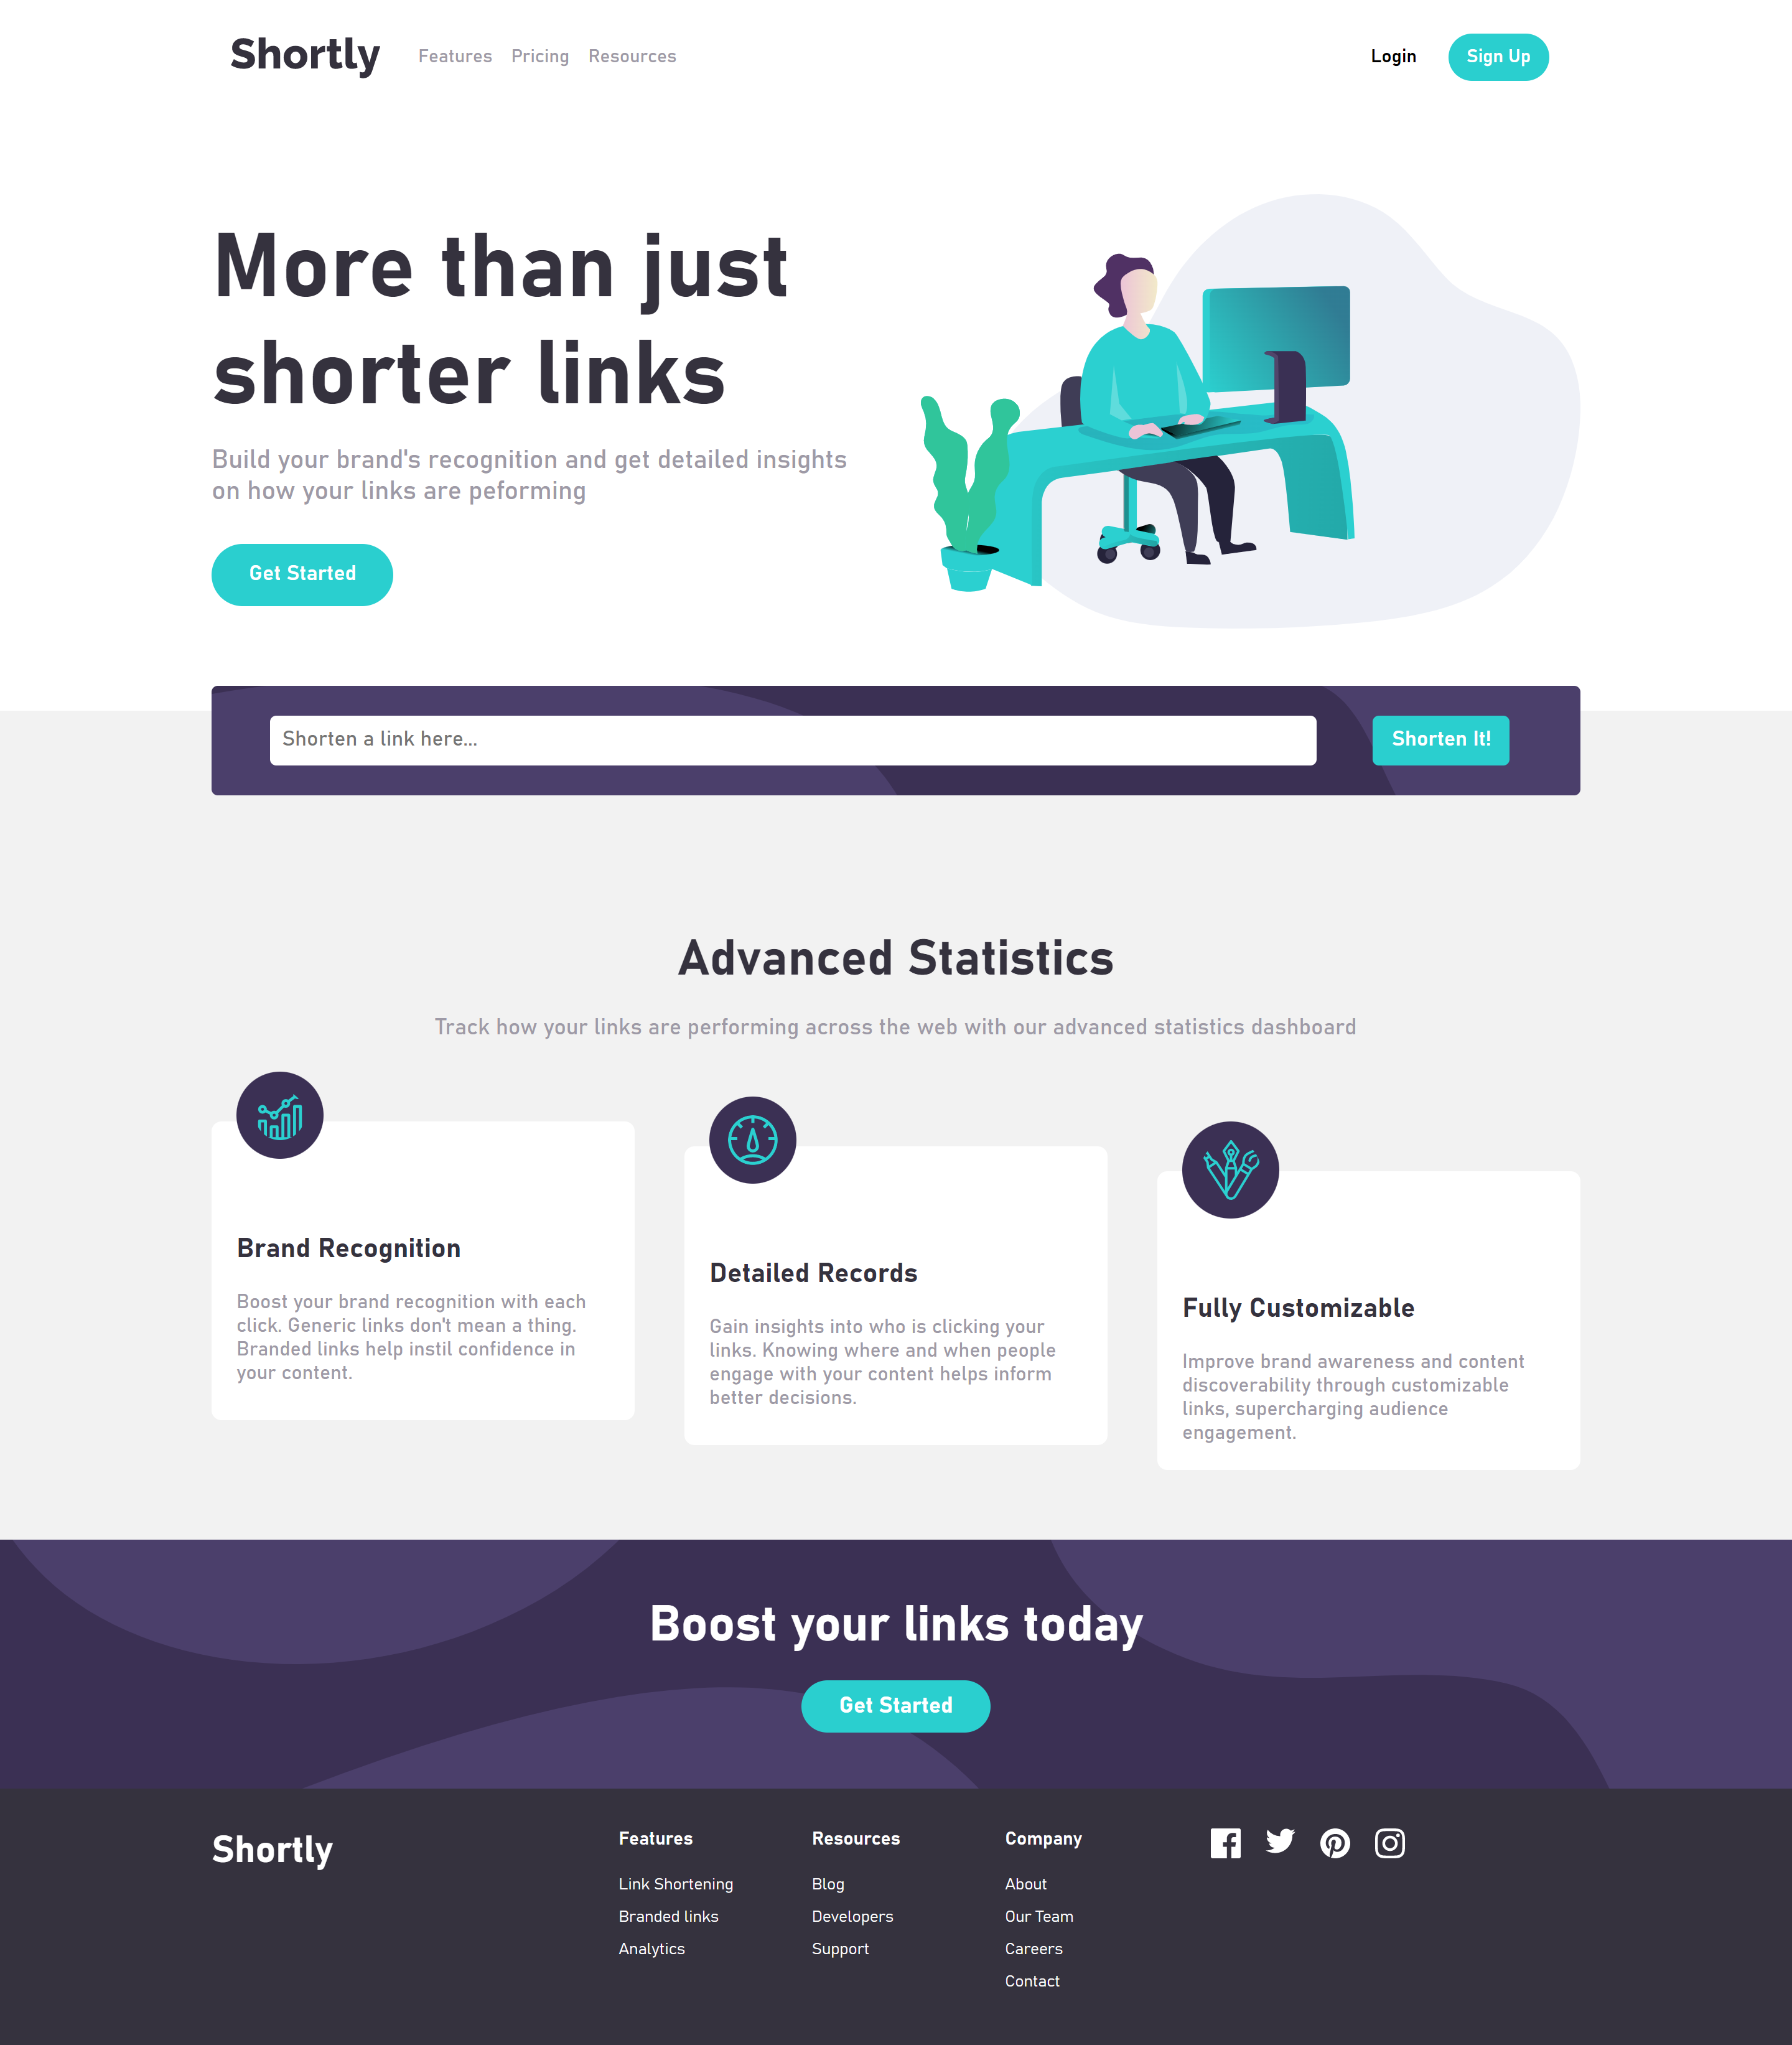 Shortly
Features Pricing Resources
Login
Sign Up
More than just
shorter links
Build your brand's recognition and get detailed insights
on how your links are peforming
Get Started
Shorten a link here...
Shorten It!
Advanced Statistics
Track how your links are performing across the web with our advanced statistics dashboard
Brand Recognition
Boost your brand recognition with each
click. Generic links don't mean a thing.
Branded links help instil confidence in
your content.
Detailed Records
Gain insights into who is clicking your
links. Knowing where and when people
engage with your content helps inform
better decisions.
Fully Customizable
Improve brand awareness and content
discoverability through customizable
links, supercharging audience
engagement.
Boost your links today
Get Started
Shortly
Features
Link Shortening
Branded links
Analytics
Resources
Blog
Developers
Support
Company
About
Our Team
Careers
Contact